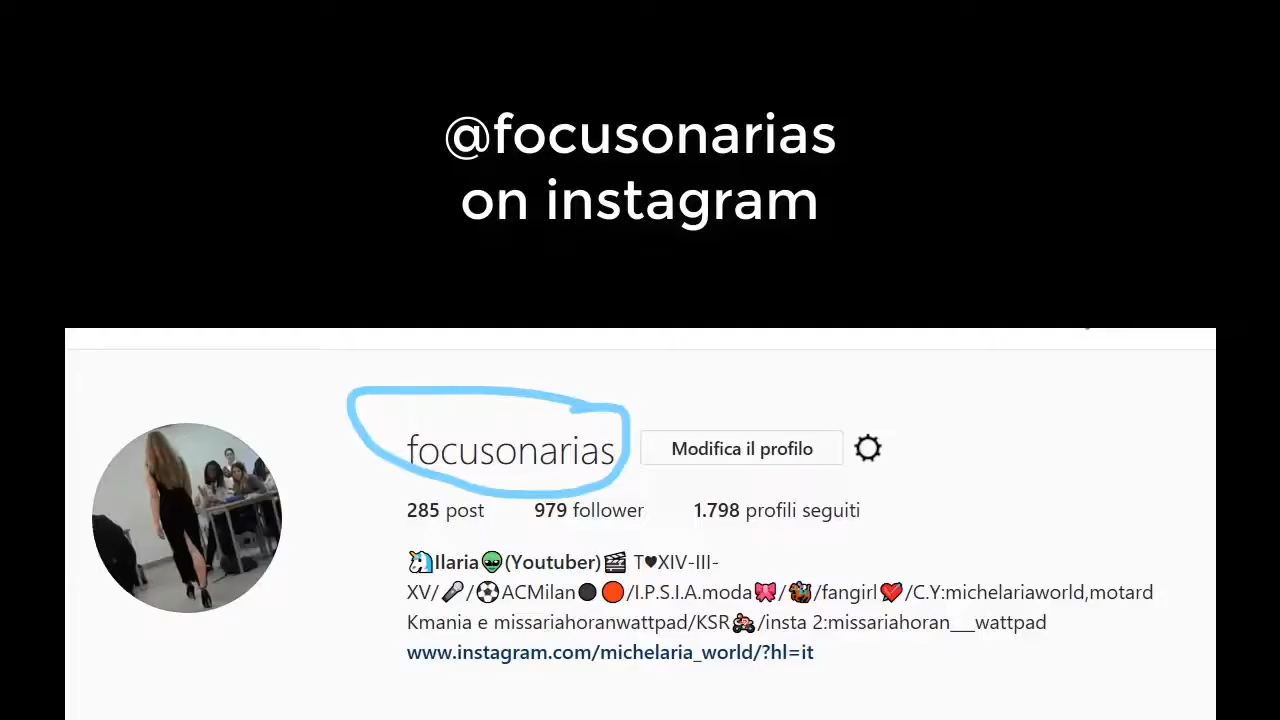 @focusonarias
on instagram
focusonarias Modifica il profilo
285 post 979 follower 1.798 profili seguiti
🦄Ilaria👽(Youtuber)🎬 T♥XIV-III-
XV/🎤/⚽ACMilan⚫🔴/I.P.S.I.A.moda🎀/🏇/fangirl💘/C.Y:michelariaworld,motard
Kmania e missariahoranwattpad/KSR🏍/insta 2:missariahoran___wattpad
www.instagram.com/michelaria_world/?hl=it